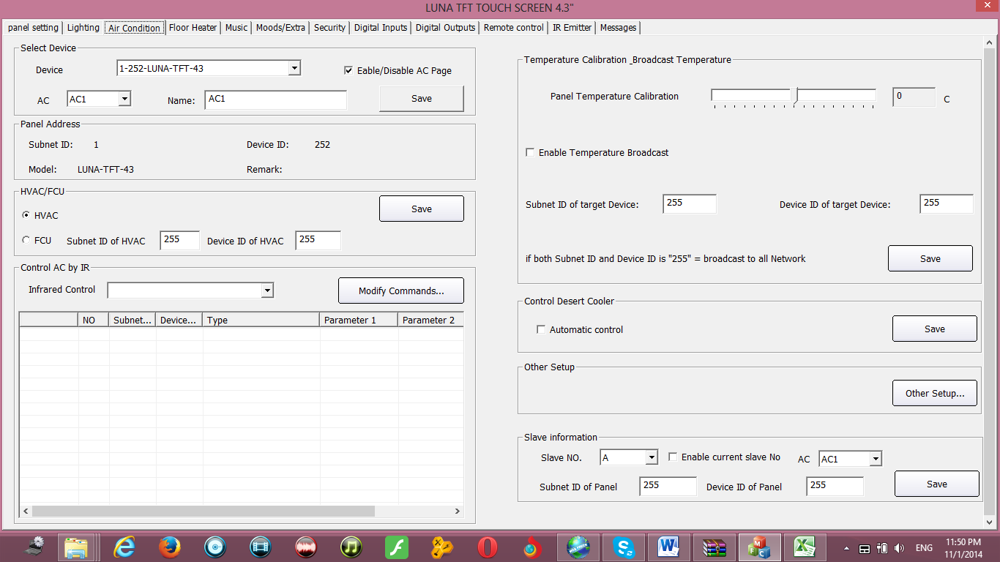 LUNA TFT TOUCH SCREEN 4.3"
panel setting Lighting Air Condition Floor Heater Music Moods/Extra Security Digital Inputs Digital Outputs Remote control IR Emitter Messages
Select Device
Device 1-252-LUNA-TFT-43 Eable/Disable AC Page
AC AC1 Name: AC1 Save
Panel Address
Subnet ID: 1 Device ID: 252
Model: LUNA-TFT-43 Remark:
HVAC/FCU
HVAC Save
FCU Subnet ID of HVAC 255 Device ID of HVAC 255
Control AC by IR
Infrared Control Modify Commands...
NO Subnet... Device... Type Parameter 1 Parameter 2
Temperature Calibration _Broadcast Temperature
Panel Temperature Calibration 0 C
Enable Temperature Broadcast
Subnet ID of target Device: 255 Device ID of target Device: 255
if both Subnet ID and Device ID is "255" = broadcast to all Network Save
Control Desert Cooler
Automatic control Save
Other Setup
Other Setup...
Slave information
Slave NO. A Enable current slave No AC AC1
Subnet ID of Panel 255 Device ID of Panel 255 Save
ENG 11:50 PM
11/1/2014